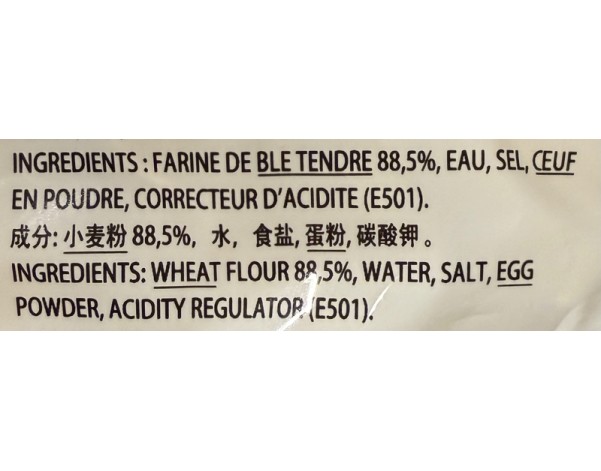 INGREDIENTS : FARINE DE BLE TENDRE 88,5%, EAU, SEL, ŒUF
EN POUDRE, CORRECTEUR D'ACIDITE (E501).
成分: 小麦粉 88,5%, 水, 食盐, 蛋粉, 碳酸钾。
INGREDIENTS: WHEAT FLOUR 88,5%, WATER, SALT, EGG
POWDER, ACIDITY REGULATOR (E501).